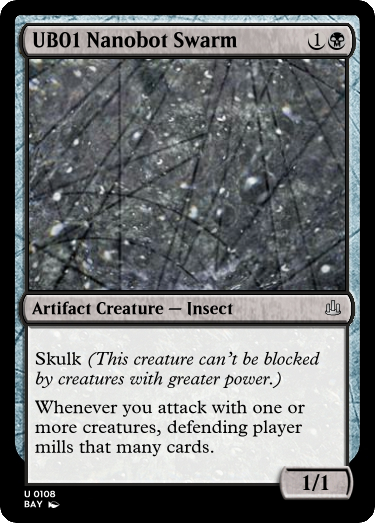 UB01 Nanobot Swarm
1
Artifact Creature — Insect
Skulk (This creature can't be blocked
by creatures with greater power.)
Whenever you attack with one or
more creatures, defending player
mills that many cards.
1/1
U 0108
BAY